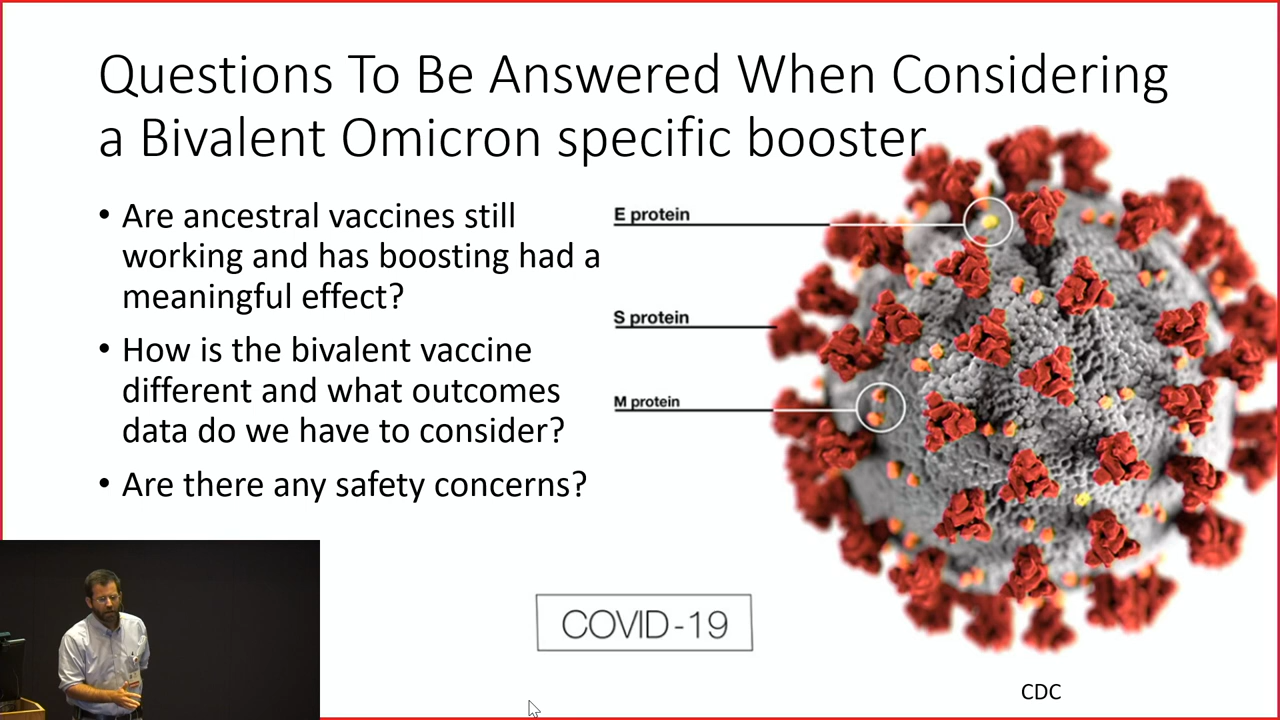 Questions To Be Answered When Considering
a Bivalent Omicron specific booster
• Are ancestral vaccines still
working and has boosting had a
meaningful effect?
• How is the bivalent vaccine
different and what outcomes
data do we have to consider?
• Are there any safety concerns?
E protein
S protein
M protein
COVID-19
CDC